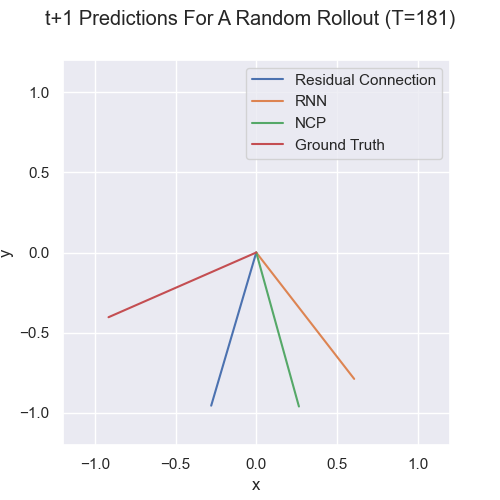 t+1 Predictions For A Random Rollout (T=181)
Residual Connection
RNN
NCP
Ground Truth
1.0
0.5
0.0
−0.5
−1.0
y
−1.0 −0.5 0.0 0.5 1.0
x